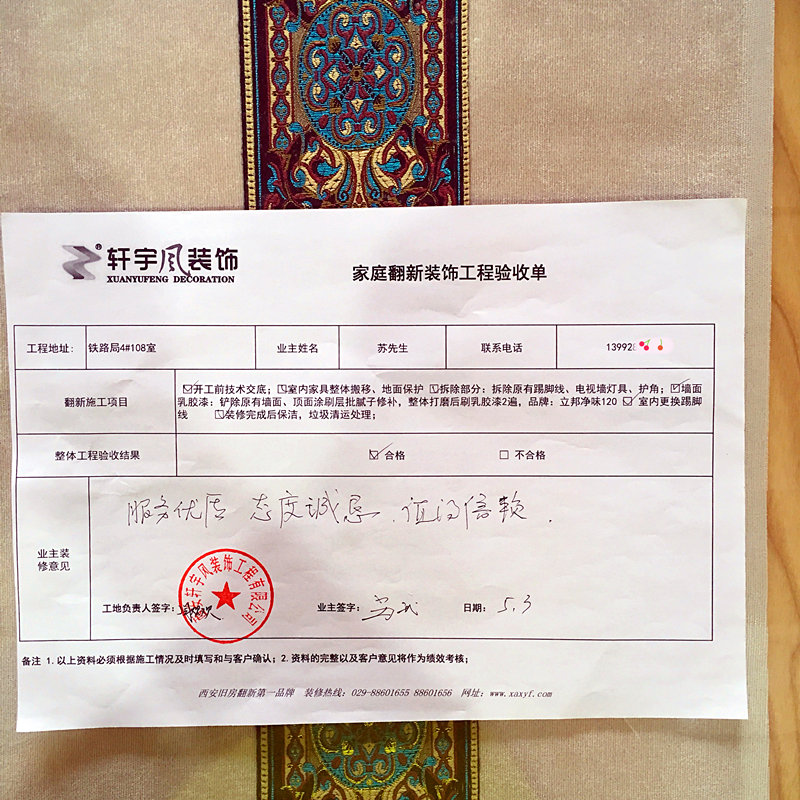 轩宇风装饰
XUANYUFENG DECORATION
家庭翻新装饰工程验收单
工程地址: 铁路局4#108室 业主姓名 苏先生 联系电话 13992
翻新施工项目
☑开工前技术交底; ☑室内家具整体搬移、地面保护 ☑拆除部分: 拆除原有踢脚线、电视墙灯具、护角; ☑墙面
乳胶漆: 铲除原有墙面、顶面涂刷层批腻子修补, 整体打磨后刷乳胶漆2遍, 品牌: 立邦净味120 ☑ 室内更换踢脚
线 ☑装修完成后保洁, 垃圾清运处理;
整体工程验收结果 ☑ 合格 □ 不合格
业主装
修意见
服务优质 态度诚恳、值得信赖.
轩宇风装饰工程有限公司
工地负责人签字:
业主签字: 日期: 5.3
备注 1.以上资料必须根据施工情况及时填写和与客户确认; 2.资料的完整以及客户意见将作为绩效考核;
西安旧房翻新第一品牌 装修热线: 029-88601655 88601656 网址: www.xaxyf.com